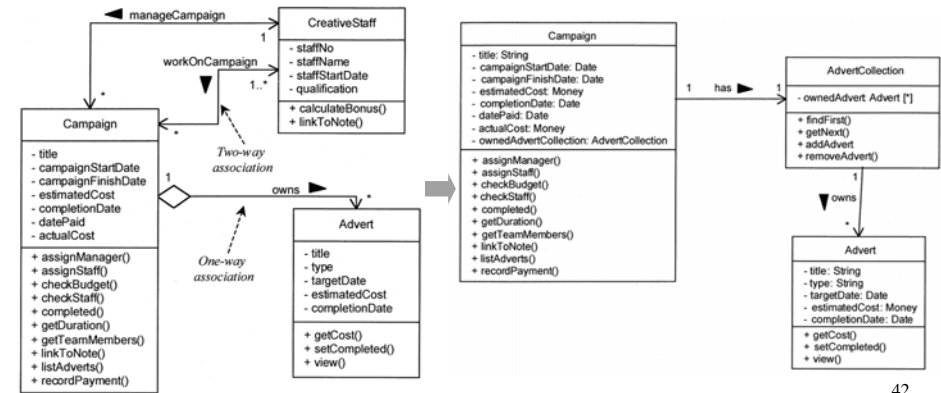 ◀ manageCampaign
1
CreativeStaff
- staffNo
- staffName
- staffStartDate
- qualification
+ calculateBonus()
+ linkToNote()
workOnCampaign
▼
1..*
*
*
Two-way
association
Campaign
- title
- campaignStartDate
- campaignFinishDate
- estimatedCost
- completionDate
- datePaid
- actualCost
+ assignManager()
+ assignStaff()
+ checkBudget()
+ checkStaff()
+ completed()
+ getDuration()
+ getTeamMembers()
+ linkToNote()
+ listAdverts()
+ recordPayment()
1
owns ▶
*
One-way
association
Advert
- title
- type
- targetDate
- estimatedCost
- completionDate
+ getCost()
+ setCompleted()
+ view()
Campaign
- title: String
- campaignStartDate: Date
- campaignFinishDate: Date
- estimatedCost: Money
- completionDate: Date
- datePaid: Date
- actualCost: Money
- ownedAdvertCollection: AdvertCollection
+ assignManager()
+ assignStaff()
+ checkBudget()
+ checkStaff()
+ completed()
+ getDuration()
+ getTeamMembers()
+ linkToNote()
+ listAdverts()
+ recordPayment()
1 has ▶ 1
AdvertCollection
- ownedAdvert: Advert [*]
+ findFirst()
+ getNext()
+ addAdvert
+ removeAdvert()
1
▼ owns
*
Advert
- title: String
- type: String
- targetDate: Date
- estimatedCost: Money
- completionDate: Date
+ getCost()
+ setCompleted()
+ view()
42